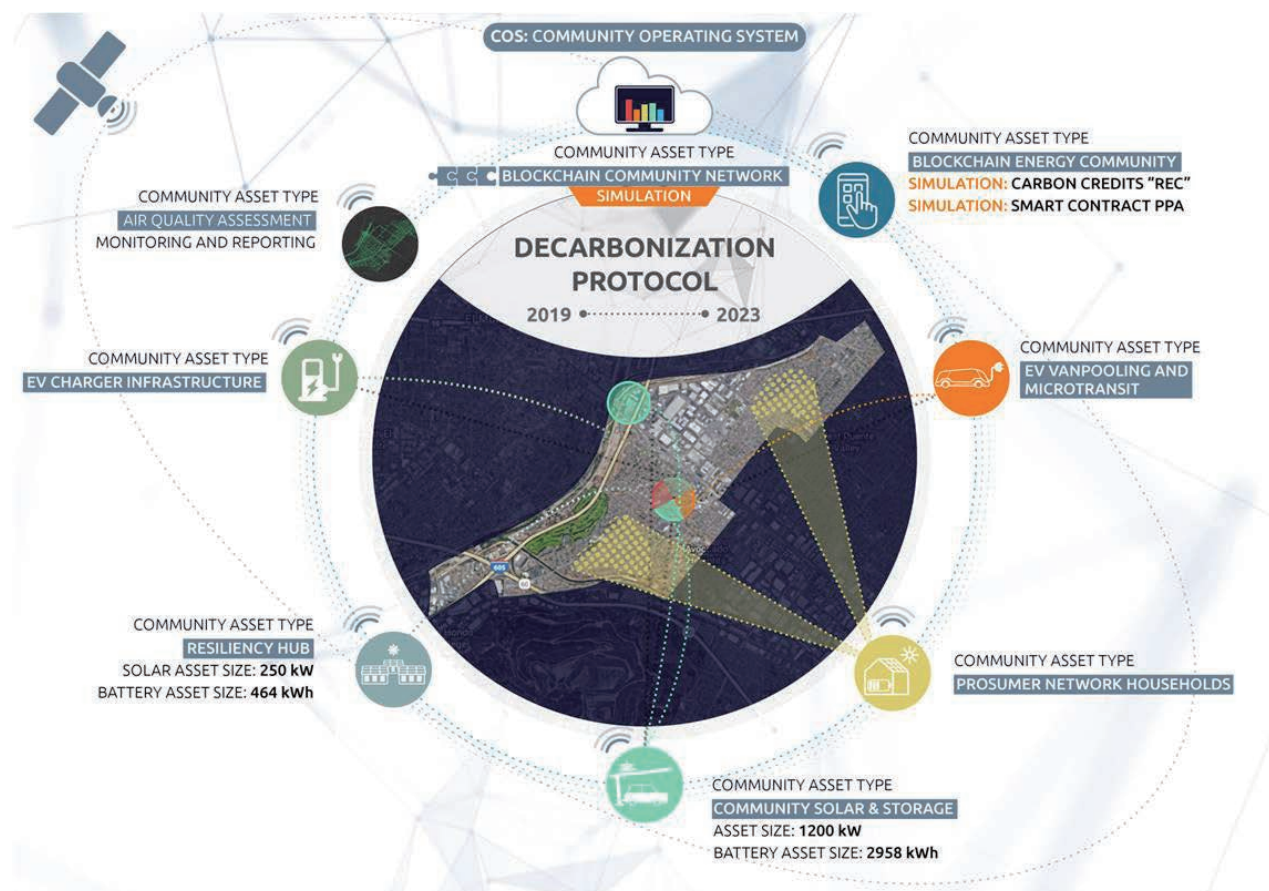 COS: COMMUNITY OPERATING SYSTEM
COMMUNITY ASSET TYPE
BLOCKCHAIN COMMUNITY NETWORK
SIMULATION
DECARBONIZATION
PROTOCOL
2019
2023
COMMUNITY ASSET TYPE
BLOCKCHAIN ENERGY COMMUNITY
SIMULATION: CARBON CREDITS "REC"
SIMULATION: SMART CONTRACT PPA
COMMUNITY ASSET TYPE
AIR QUALITY ASSESSMENT
MONITORING AND REPORTING
COMMUNITY ASSET TYPE
EV CHARGER INFRASTRUCTURE
COMMUNITY ASSET TYPE
EV VANPOOLING AND
MICROTRANSIT
605
60
COMMUNITY ASSET TYPE
RESILIENCY HUB
SOLAR ASSET SIZE: 250 kW
BATTERY ASSET SIZE: 464 kWh
COMMUNITY ASSET TYPE
PROSUMER NETWORK HOUSEHOLDS
COMMUNITY ASSET TYPE
COMMUNITY SOLAR & STORAGE
ASSET SIZE: 1200 kW
BATTERY ASSET SIZE: 2958 kWh